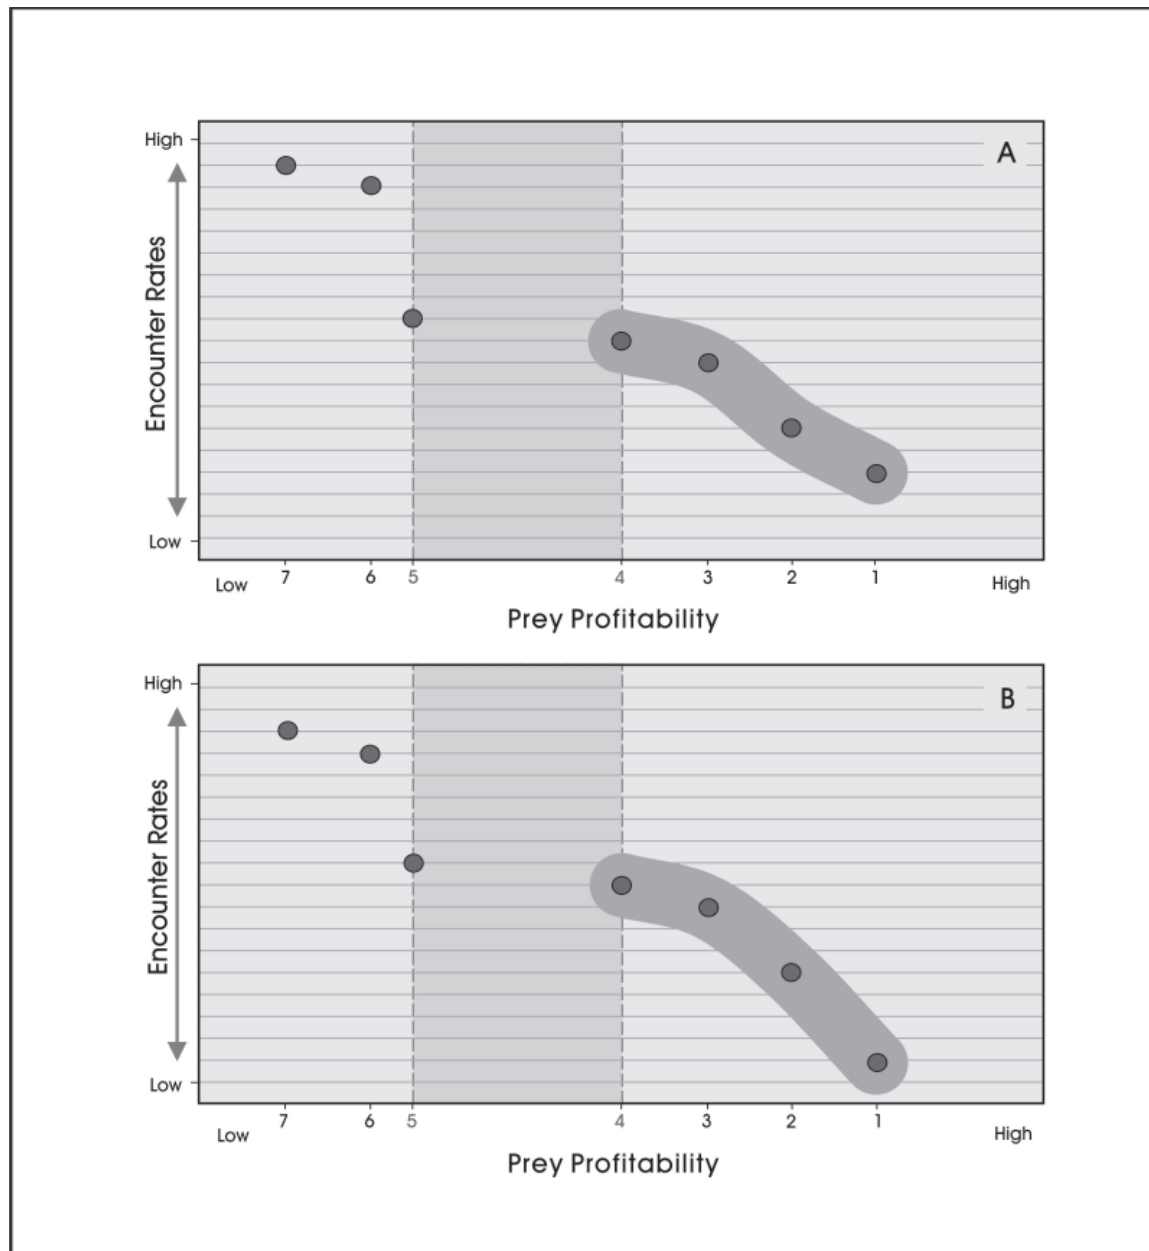 A
High
Encounter Rates
Low
Low 7 6 5 4 3 2 1 High
Prey Profitability
B
High
Encounter Rates
Low
Low 7 6 5 4 3 2 1 High
Prey Profitability